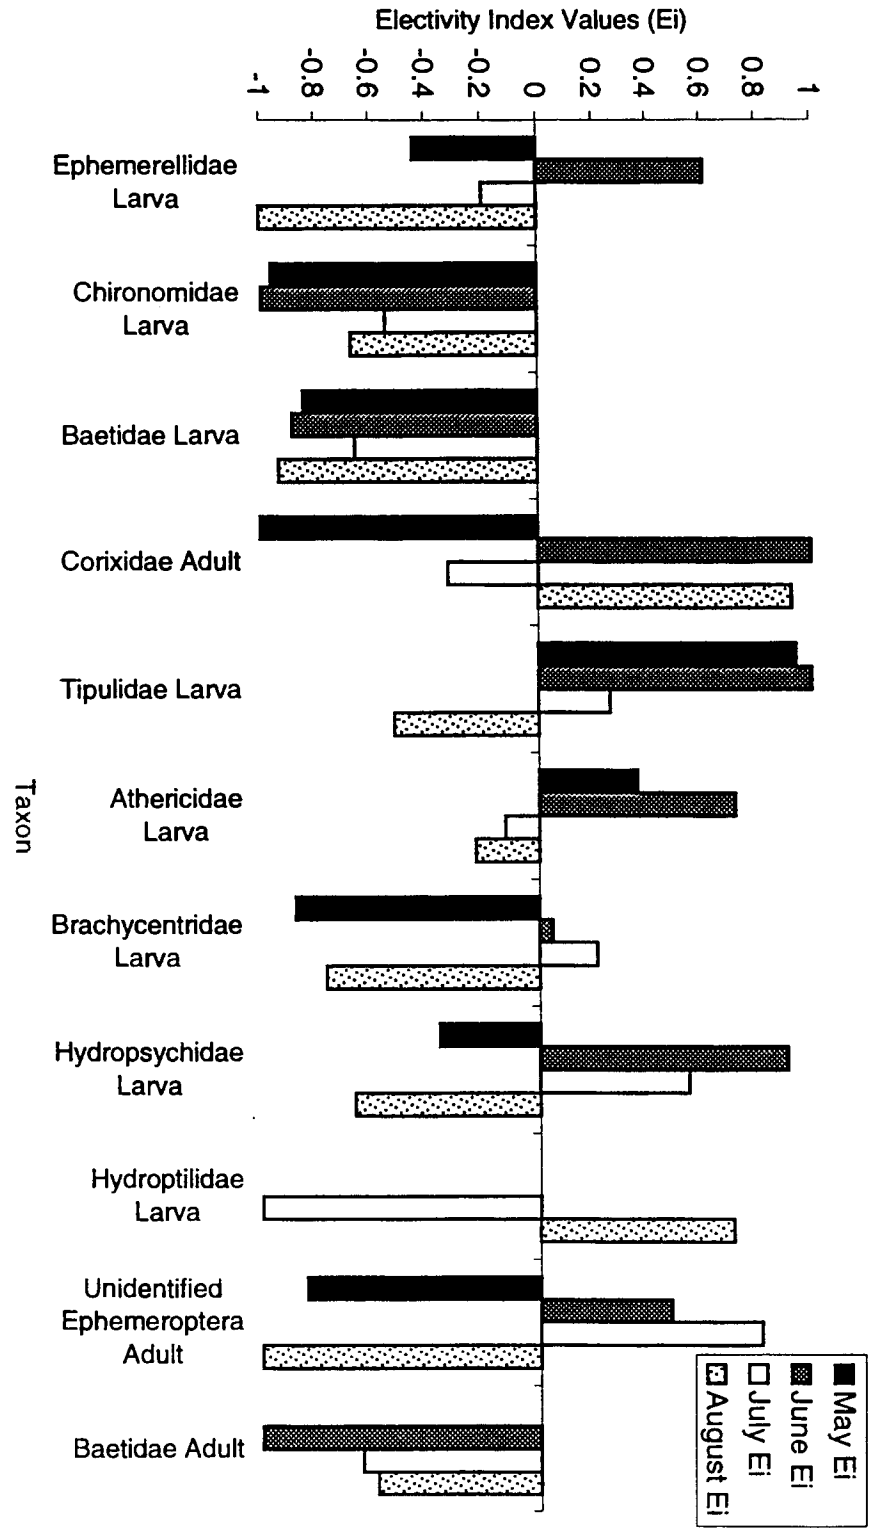 Electivity Index Values (Ei)
-1
-0.8
-0.6
-0.4
-0.2
0
0.2
0.4
0.6
0.8
1
Ephemerellidae
Larva
Chironomidae
Larva
Baetidae Larva
Corixidae Adult
Tipulidae Larva
Athericidae
Larva
Brachycentridae
Larva
Hydropsychidae
Larva
Hydroptilidae
Larva
Unidentified
Ephemeroptera
Adult
Baetidae Adult
Taxon
May Ei
June Ei
July Ei
August Ei